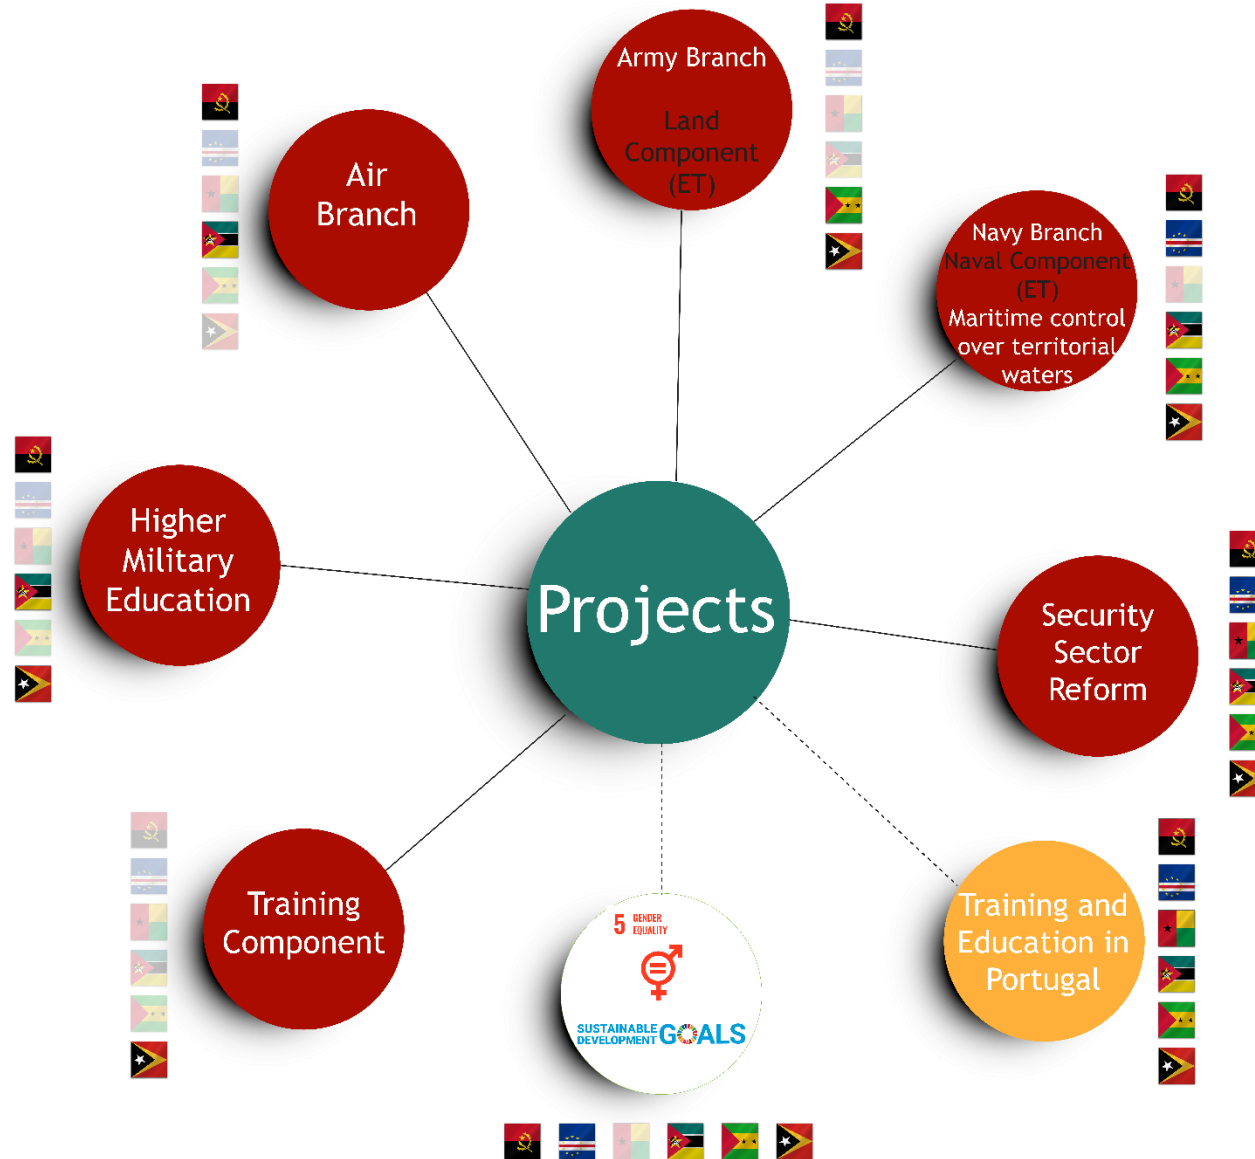 Army Branch
Land
Component
(ET)
Air
Branch
Navy Branch
Naval Component
(ET)
Maritime control
over territorial
waters
Higher
Military
Education
Projects
Security
Sector
Reform
Training
Component
5 GENDER
EQUALITY
SUSTAINABLE
DEVELOPMENT GOALS
Training and
Education in
Portugal